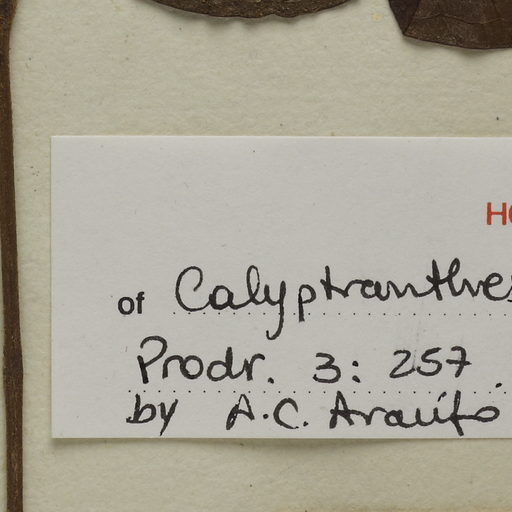 HO
of Calyptranthes
Prodr. 3: 257.
by A.C. Araújo